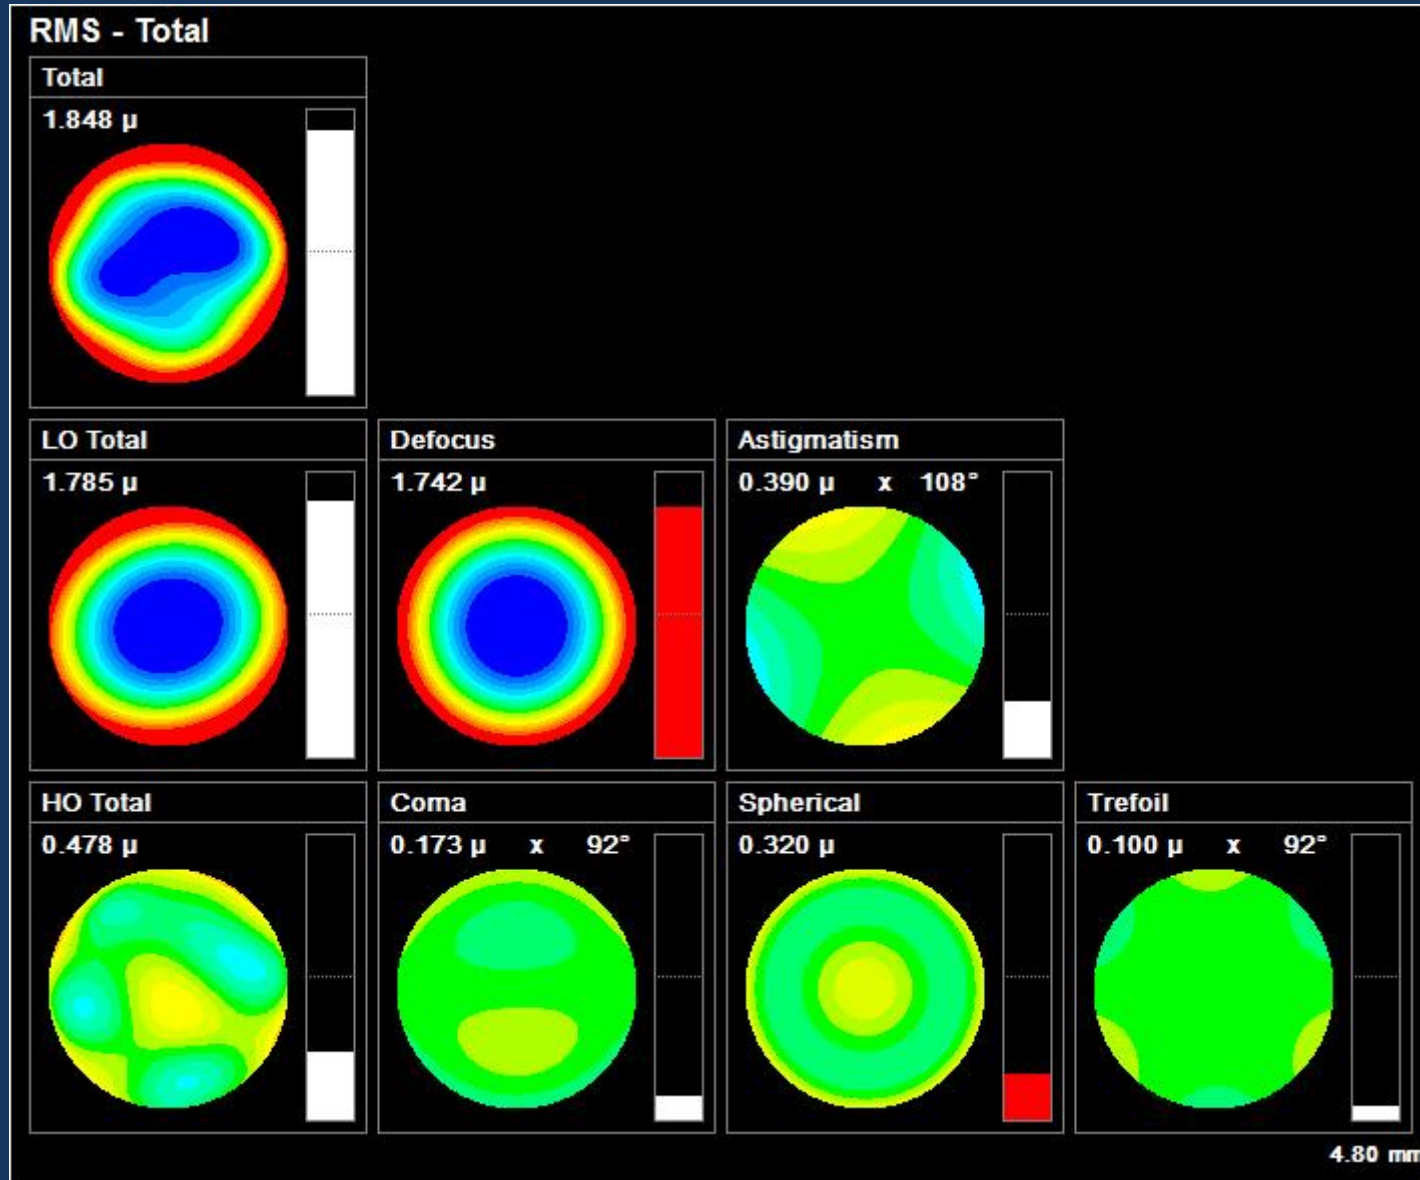 RMS - Total
Total
1.848 µ
LO Total
1.785 µ
Defocus
1.742 µ
Astigmatism
0.390 µ x 108°
HO Total
0.478 µ
Coma
0.173 µ x 92°
Spherical
0.320 µ
Trefoil
0.100 µ x 92°
4.80 mm